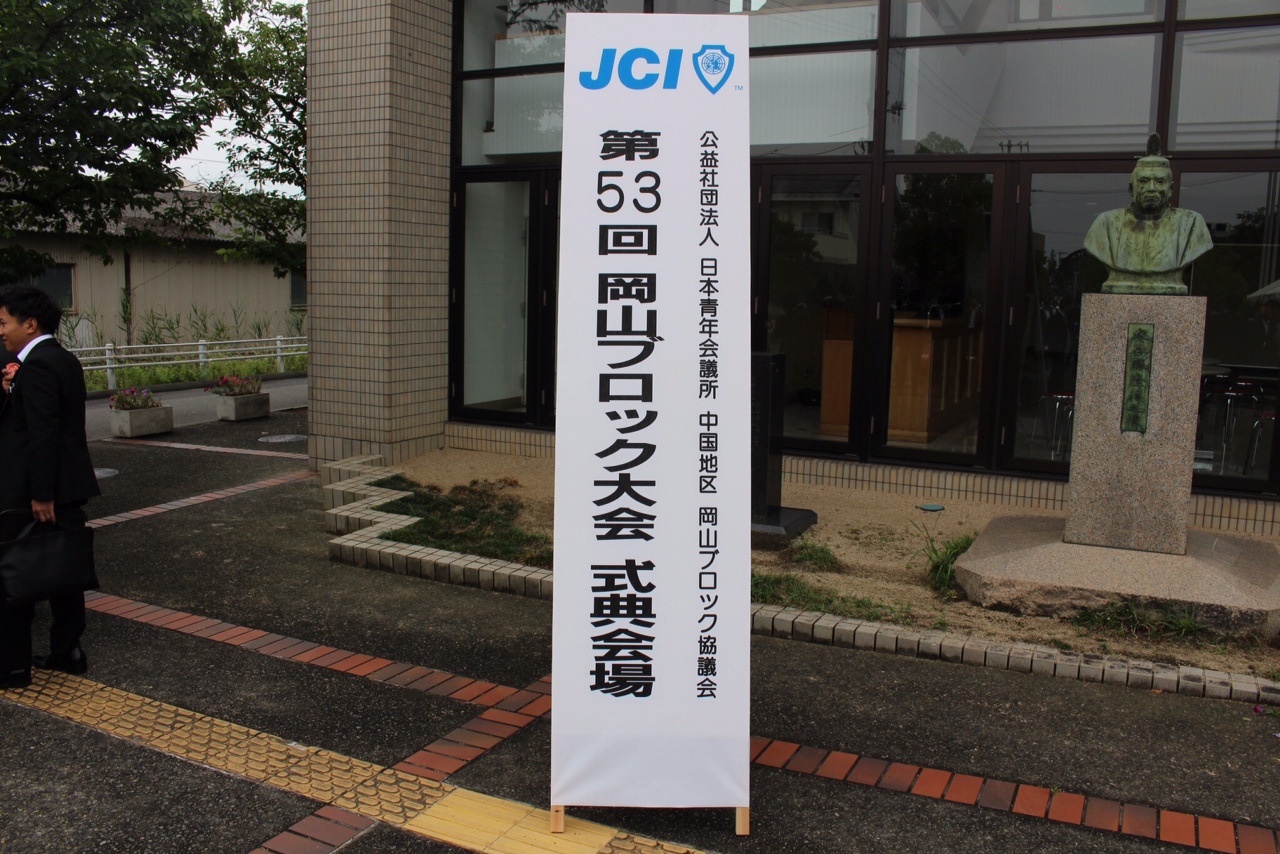 JCI
TM
公益社団法人 日本青年会議所 中国地区 岡山ブロック協議会
第53回 岡山ブロック大会 式典会場